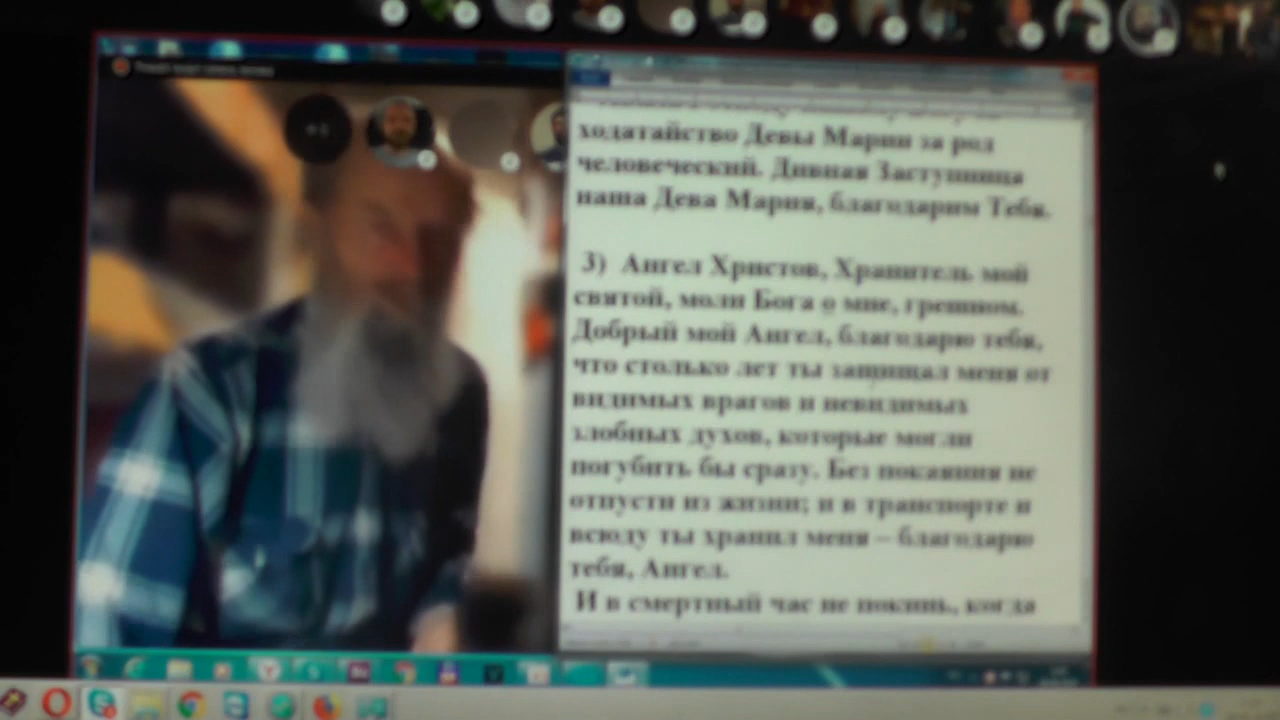 ходатайство Девы Марии за род
человеческий. Дивная Заступница
наша Дева Мария, благодарим Тебя.
3) Ангел Христов, Хранитель мой
святой, моли Бога о мне, грешном.
Добрый мой Ангел, благодарю тебя,
что столько лет ты защищал меня от
видимых врагов и невидимых
злобных духов, которые могли
погубить бы сразу. Без покаяния не
отпусти из жизни; и в транспорте и
всюду ты хранил меня – благодарю
тебя, Ангел.
И в смертный час не покинь, когда